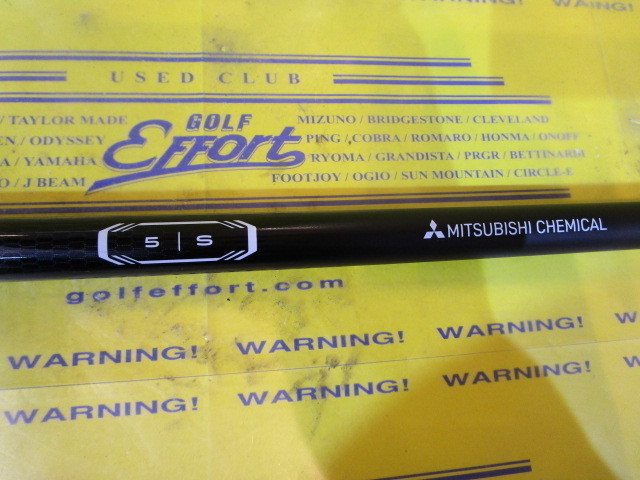 WARNING! WARNING! WAING!
USED CLUB
/ TAYLOR MADE
EN / ODYSSEY
A / YAMAHA
O / J BEAM
GOLF
Effort
MIZUNO / BRIDGESTONE / CLEVELAND
PING / COBRA / ROMARO / HONMA / ONOFF
RYOMA / GRANDISTA / PRGR / BETTINARDI
FOOTJOY / OGIO / SUN MOUNTAIN / CIRCLE-E
5 | S
MITSUBISHI CHEMICAL
golfeffort.com
WARNING! WARNING! WARNING! WARNING!
WARNING! WARNING! WARNING! WARNING!